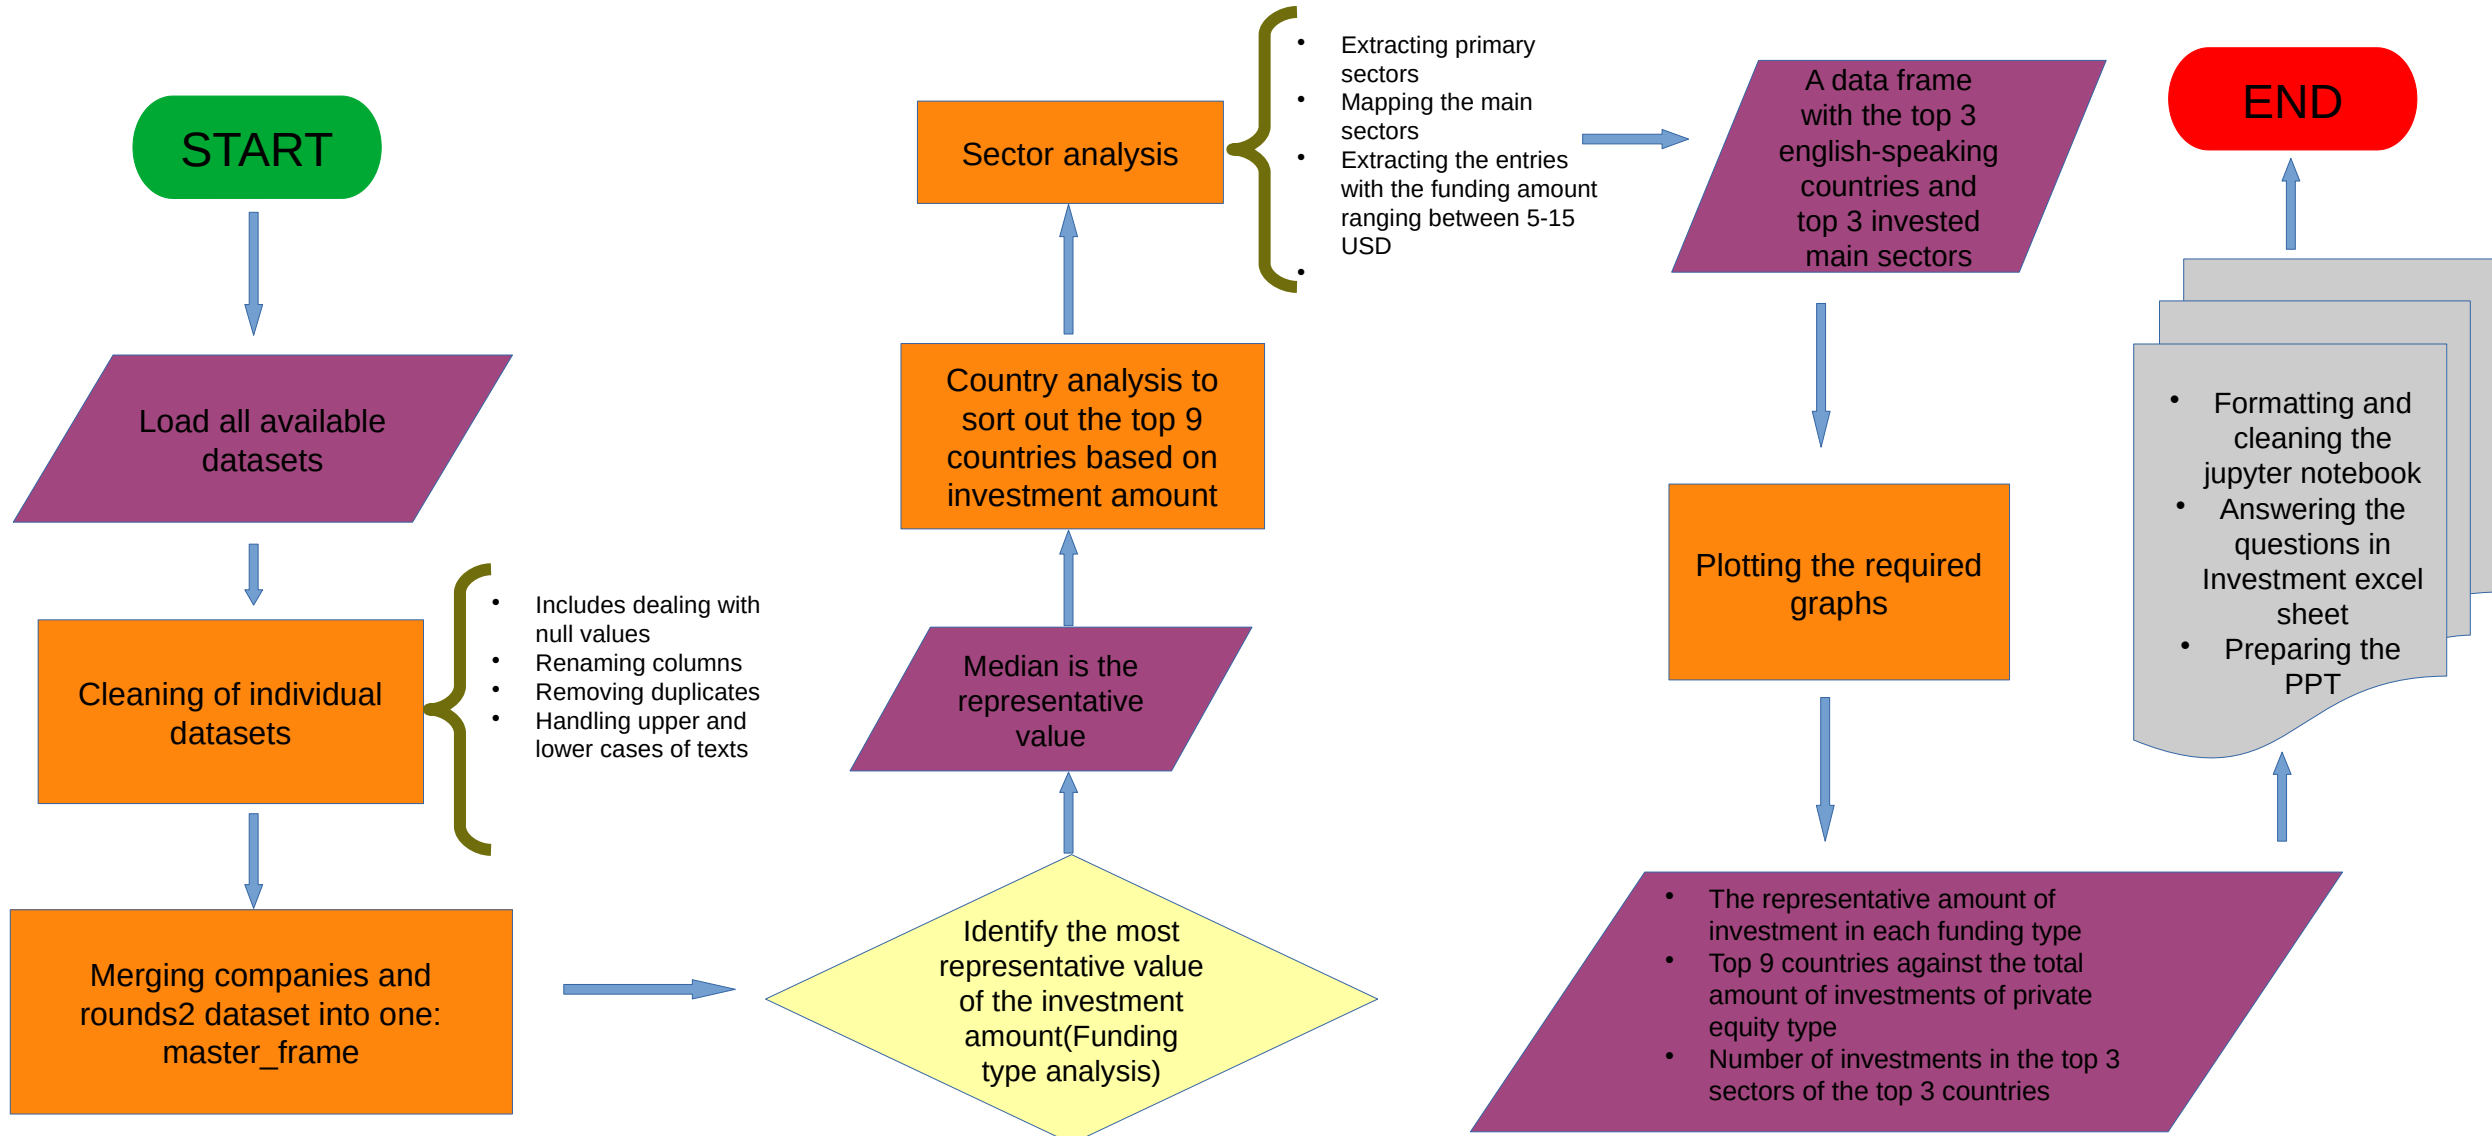 START
Load all available
datasets
Cleaning of individual
datasets
• Includes dealing with
null values
• Renaming columns
• Removing duplicates
• Handling upper and
lower cases of texts
Merging companies and
rounds2 dataset into one:
master_frame
Identify the most
representative value
of the investment
amount(Funding
type analysis)
Median is the
representative
value
Country analysis to
sort out the top 9
countries based on
investment amount
Sector analysis
• Extracting primary
sectors
• Mapping the main
sectors
• Extracting the entries
with the funding amount
ranging between 5-15
USD
•
A data frame
with the top 3
english-speaking
countries and
top 3 invested
main sectors
Plotting the required
graphs
• The representative amount of
investment in each funding type
• Top 9 countries against the total
amount of investments of private
equity type
• Number of investments in the top 3
sectors of the top 3 countries
• Formatting and
cleaning the
jupyter notebook
• Answering the
questions in
Investment excel
sheet
• Preparing the
PPT
END